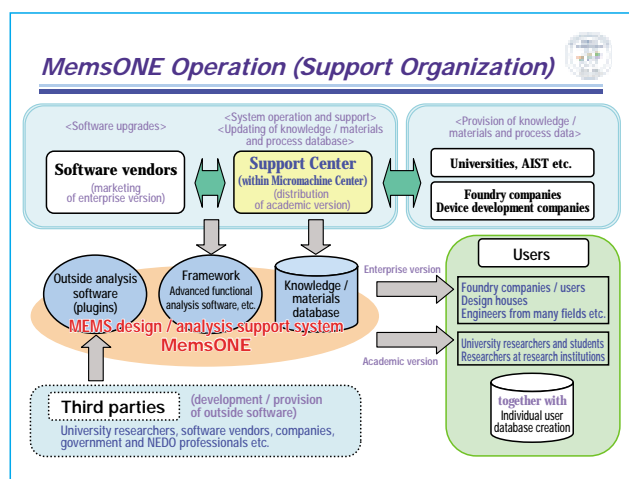 MemsONE Operation (Support Organization)
<Software upgrades>
<System operation and support>
<Updating of knowledge / materials
and process database>
<Provision of knowledge /
materials and process data>
Software vendors
(marketing
of enterprise version)
Support Center
(within Micromachine Center)
(distribution
of academic version)
Universities, AIST etc.
Foundry companies
Device development companies
Outside analysis
software
(plugins)
Framework
Advanced functional
analysis software, etc.
Knowledge /
materials
database
MEMS design / analysis support system
MemsONE
Enterprise version
Academic version
Users
Foundry companies / users
Design houses
Engineers from many fields etc.
University researchers and students
Researchers at research institutions
together with
Individual user
database creation
Third parties
(development / provision
of outside software)
University researchers, software vendors, companies,
government and NEDO professionals etc.